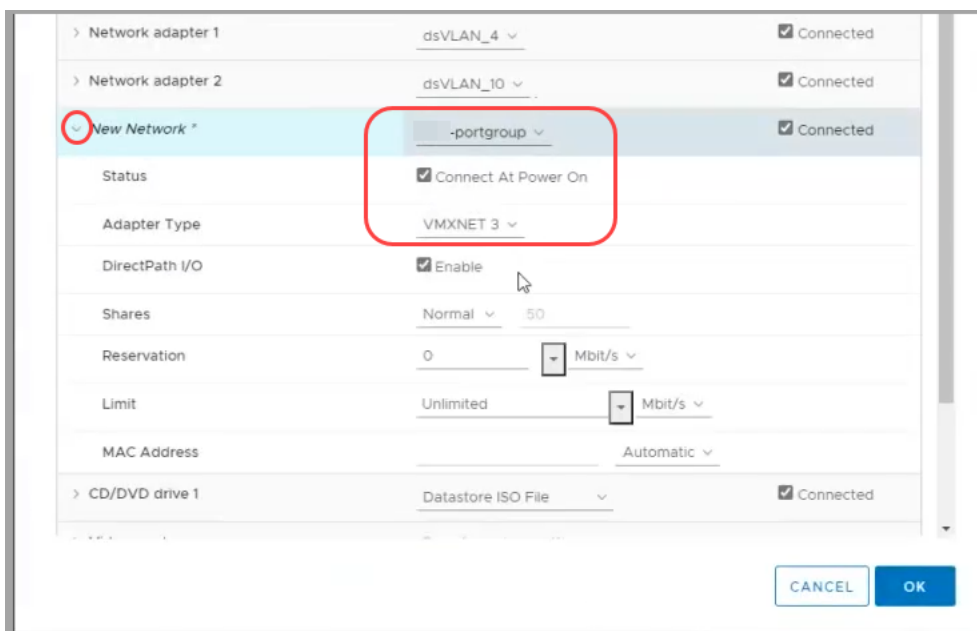 Network adapter 1 dsVLAN_4 Connected
Network adapter 2 dsVLAN_10 Connected
New Network * -portgroup Connected
Status Connect At Power On
Adapter Type VMXNET 3
DirectPath I/O Enable
Shares Normal 50
Reservation 0 Mbit/s
Limit Unlimited Mbit/s
MAC Address Automatic
CD/DVD drive 1 Datastore ISO File Connected
CANCEL OK